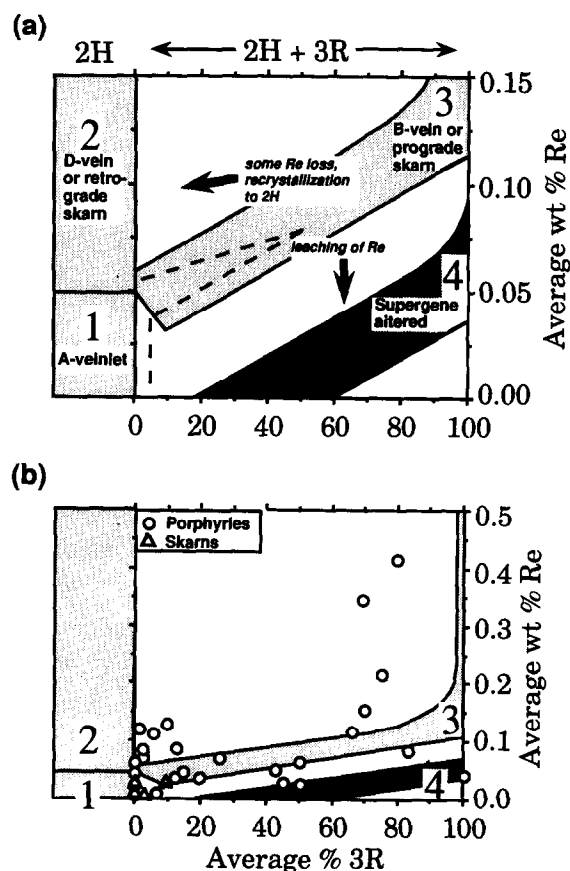 (a)
2H
2H + 3R
0.15
0.10
0.05
0.00
Average wt % Re
2
D-vein
or retro-
grade
skarn
1
A-veinlet
3
B-vein or
prograde
skarn
some Re loss,
recrystallization
to 2H
leaching of Re
4
Supergene
altered
0
20
40
60
80
100
(b)
Porphyries
Skarns
0.5
0.4
0.3
0.2
0.1
0.0
Average wt % Re
2
1
3
4
0
20
40
60
80
100
Average % 3R